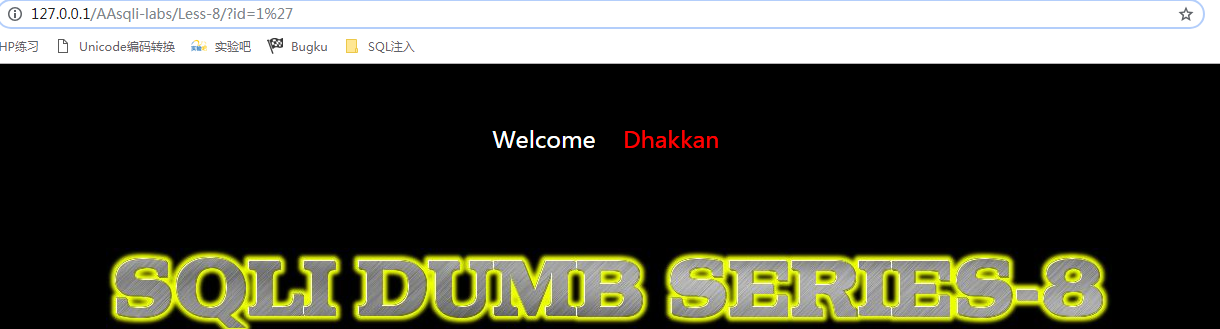 127.0.0.1/AAsqli-labs/Less-8/?id=1%27
HP练习 Unicode编码转换 实验吧 Bugku SQL注入
Welcome Dhakkan
SQLI DUMB SERIES-8